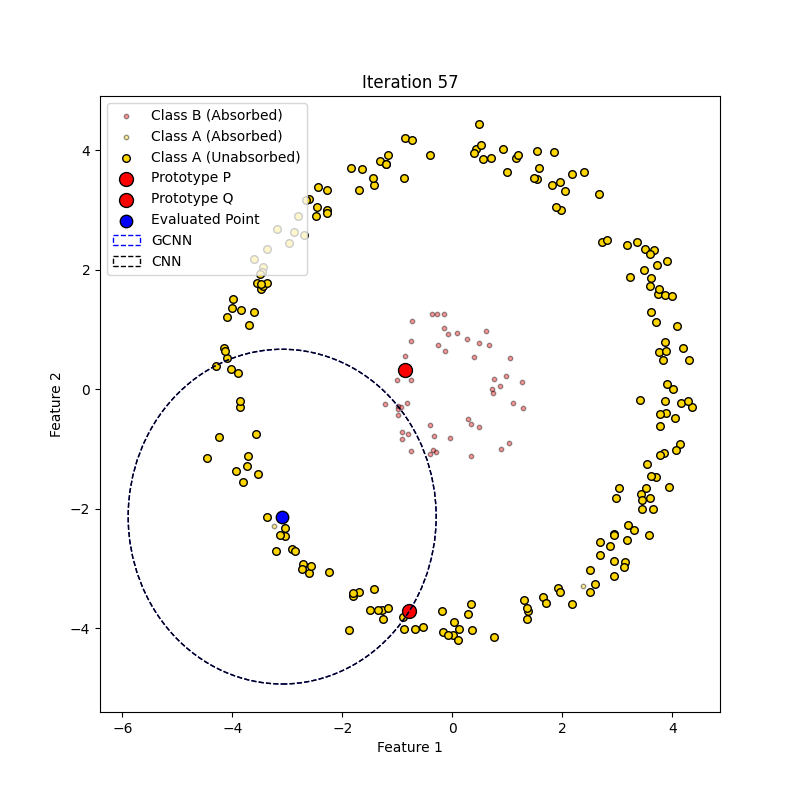 Iteration 57
Class B (Absorbed)
Class A (Absorbed)
Class A (Unabsorbed)
Prototype P
Prototype Q
Evaluated Point
GCNN
CNN
4
2
0
−2
−4
Feature 2
−6
−4
−2
0
2
4
Feature 1